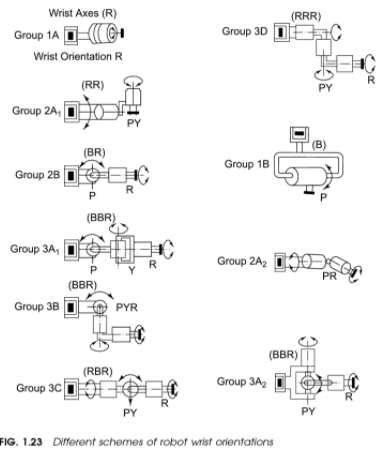 Wrist Axes (R)
Group 1A
Wrist Orientation R
(RR)
Group 2A₁
PY
(BR)
Group 2B
P
R
(BBR)
Group 3A₁
P
Y
R
(BBR)
Group 3B
PYR
(RBR)
Group 3C
PY
R
(RRR)
Group 3D
PY
R
(B)
Group 1B
P
Group 2A₂
PR
(BBR)
Group 3A₂
PY
R
FIG. 1.23 Different schemes of robot wrist orientations